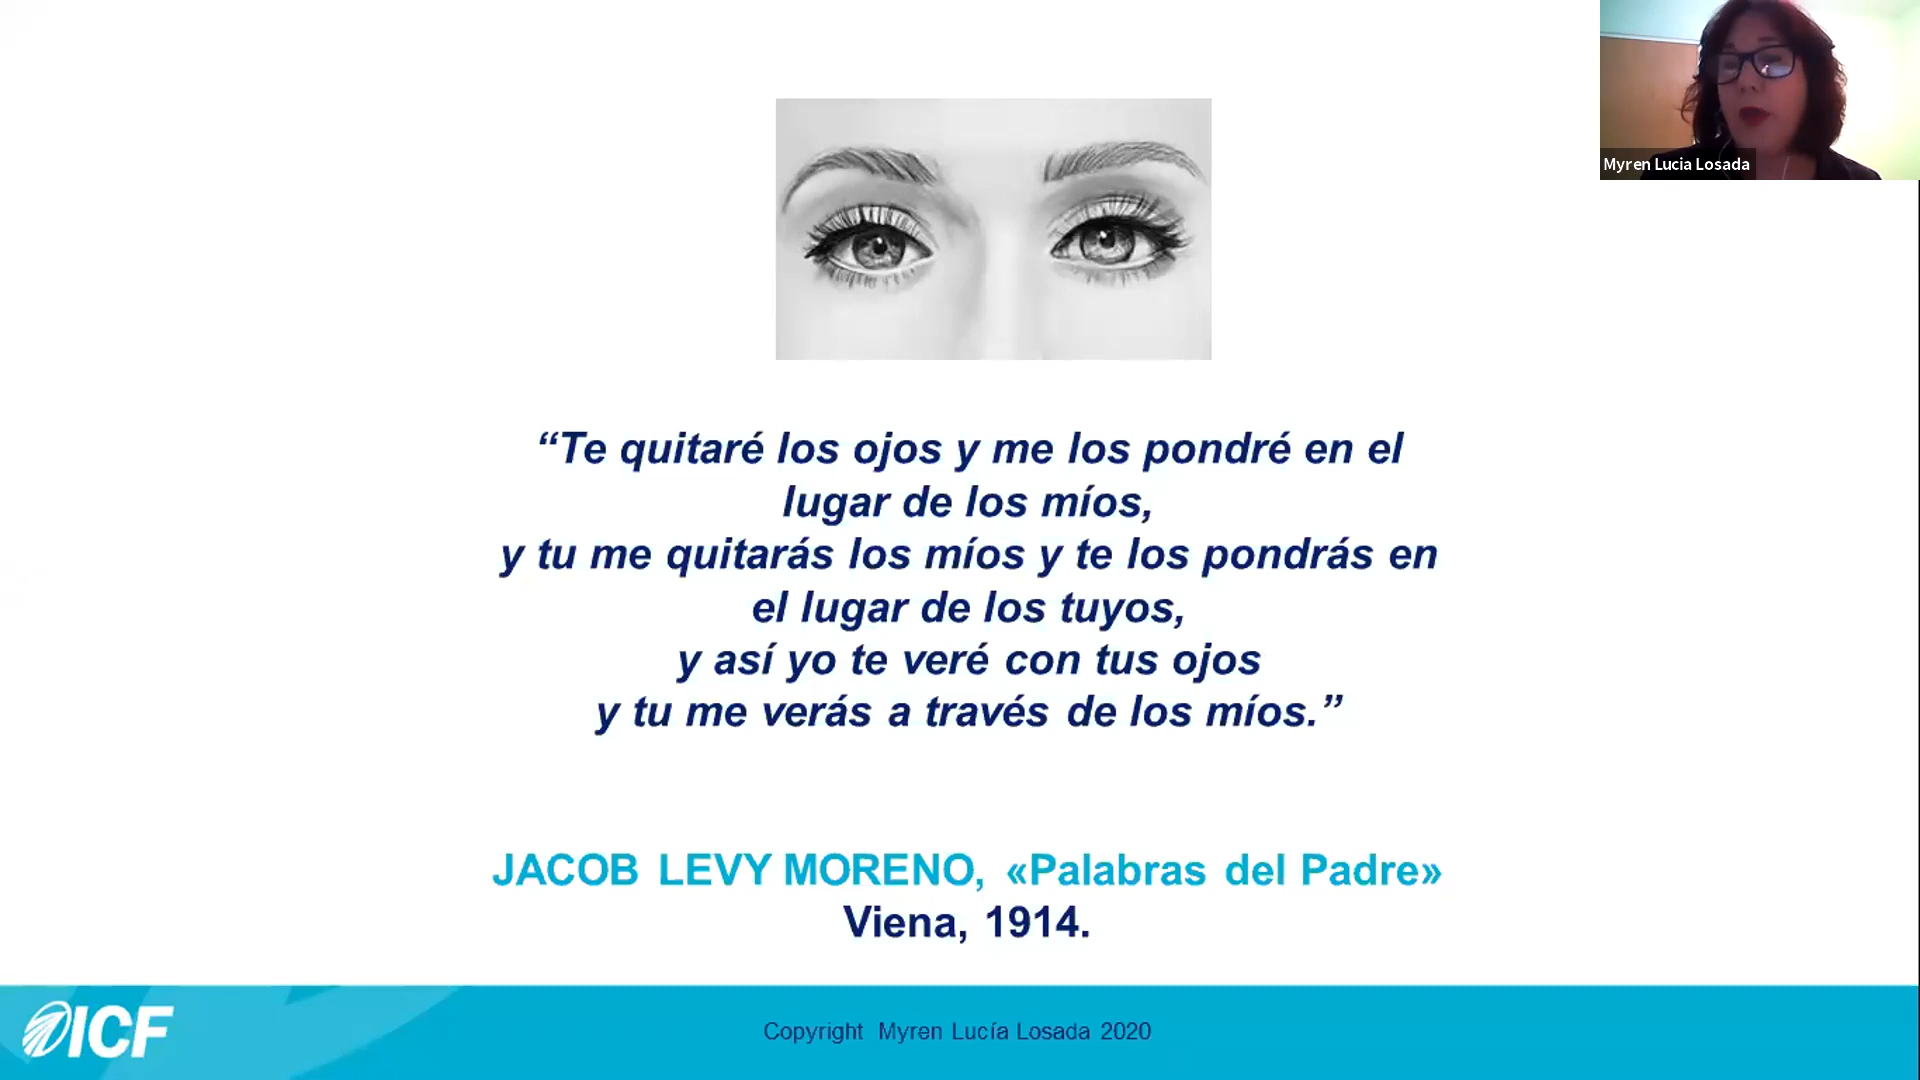 Myren Lucia Losada
“Te quitaré los ojos y me los pondré en el
lugar de los míos,
y tu me quitarás los míos y te los pondrás en
el lugar de los tuyos,
y así yo te veré con tus ojos
y tu me verás a través de los míos.”
JACOB LEVY MORENO, «Palabras del Padre»
Viena, 1914.
ICF
Copyright Myren Lucía Losada 2020